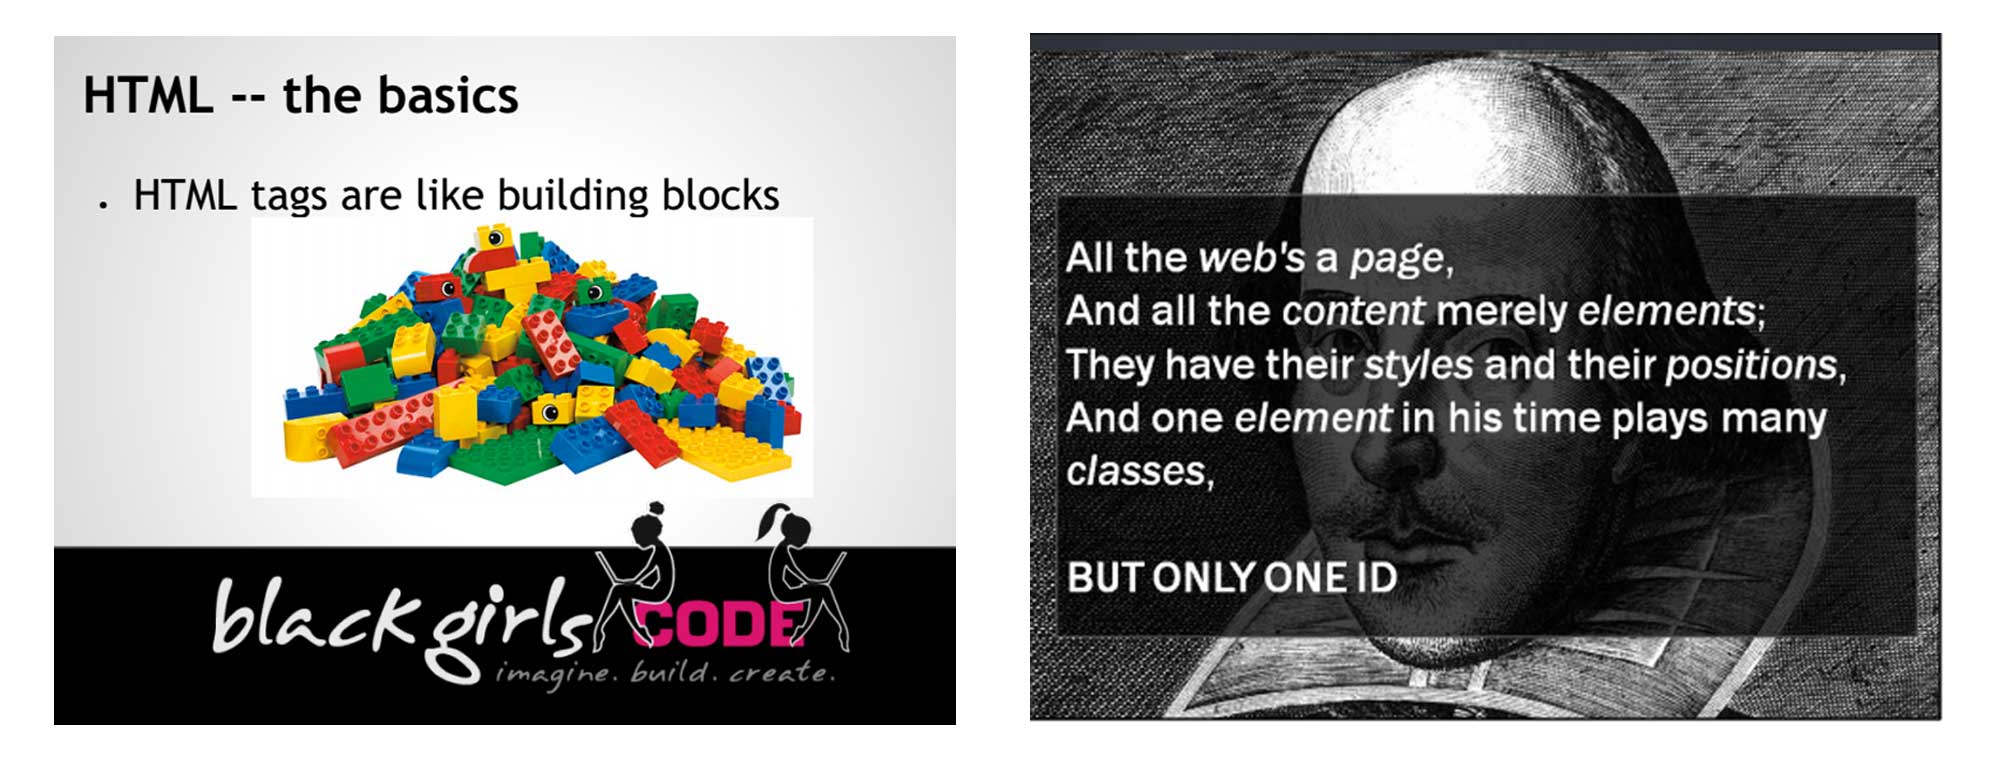 HTML -- the basics
. HTML tags are like building blocks
black girls CODE
imagine. build. create.
All the web's a page,
And all the content merely elements;
They have their styles and their positions,
And one element in his time plays many
classes,
BUT ONLY ONE ID